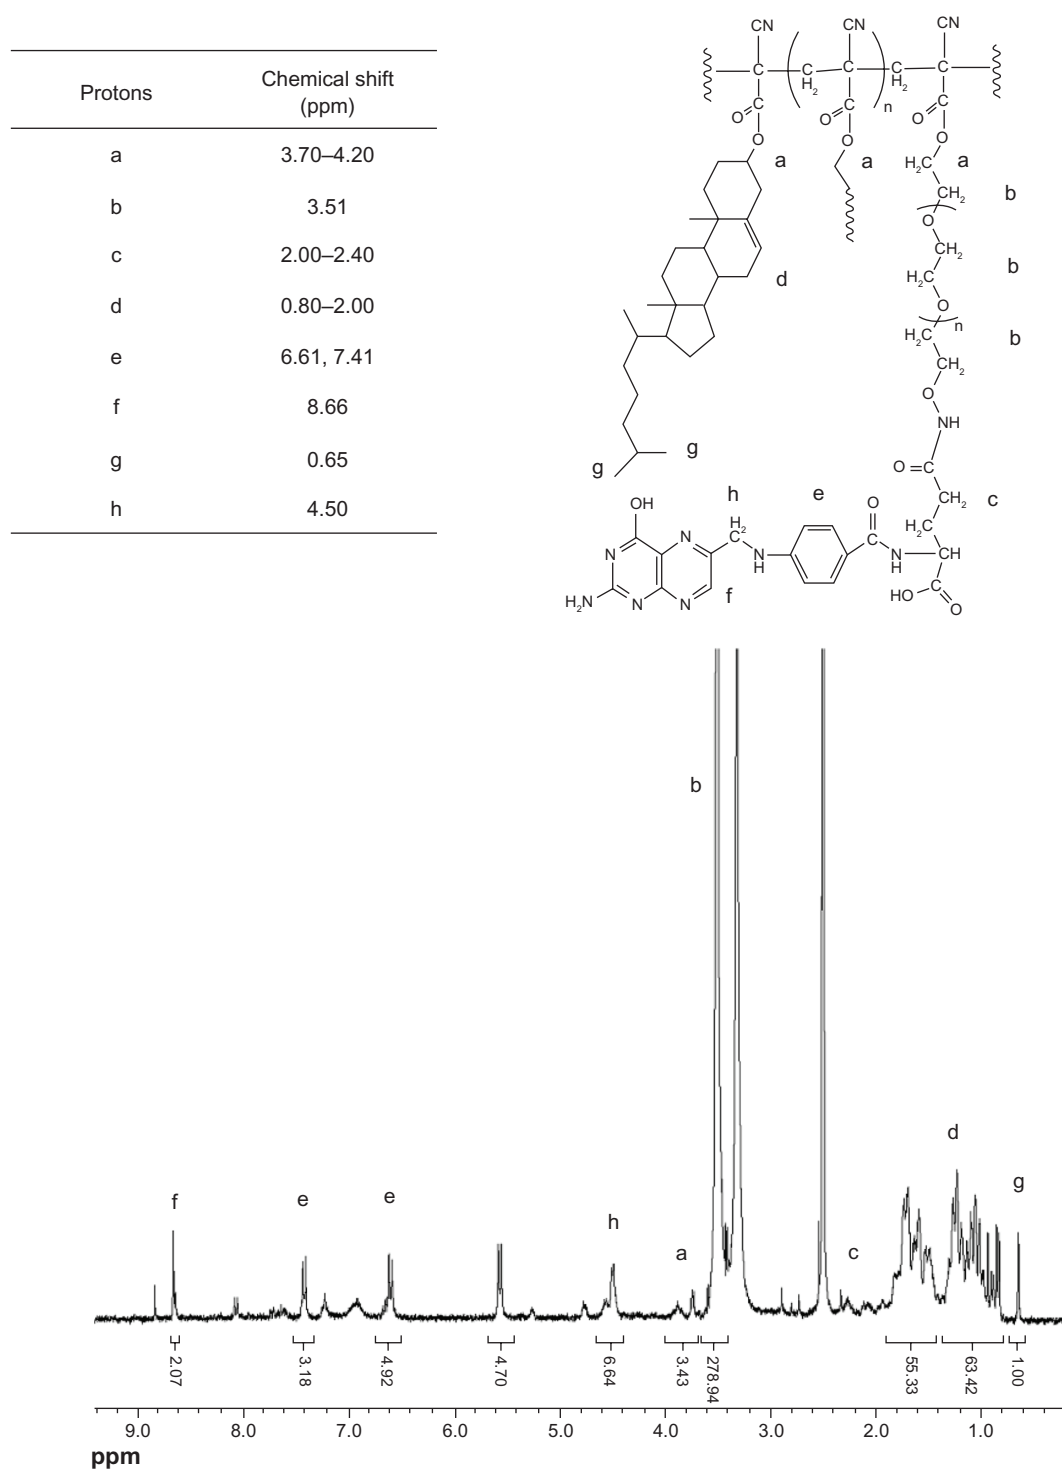 Protons Chemical shift (ppm)
a 3.70–4.20
b 3.51
c 2.00–2.40
d 0.80–2.00
e 6.61, 7.41
f 8.66
g 0.65
h 4.50
CN CN CN
C C H₂ C C H₂ C
n
O C O C O C
O O O
a a H₂C a
CH₂ b
O
CH₂
d H₂C b
O
n
H₂C b
CH₂
O
NH
g g
O C
CH₂ c
H₂C
OH h e O
H₂
N N C C CH
N N
H H
H₂N N N f HO C O
b
d
f e e h a c g
2.07 3.18 4.92 4.70 6.64 3.43 278.94 55.33 63.42 1.00
9.0 8.0 7.0 6.0 5.0 4.0 3.0 2.0 1.0
ppm